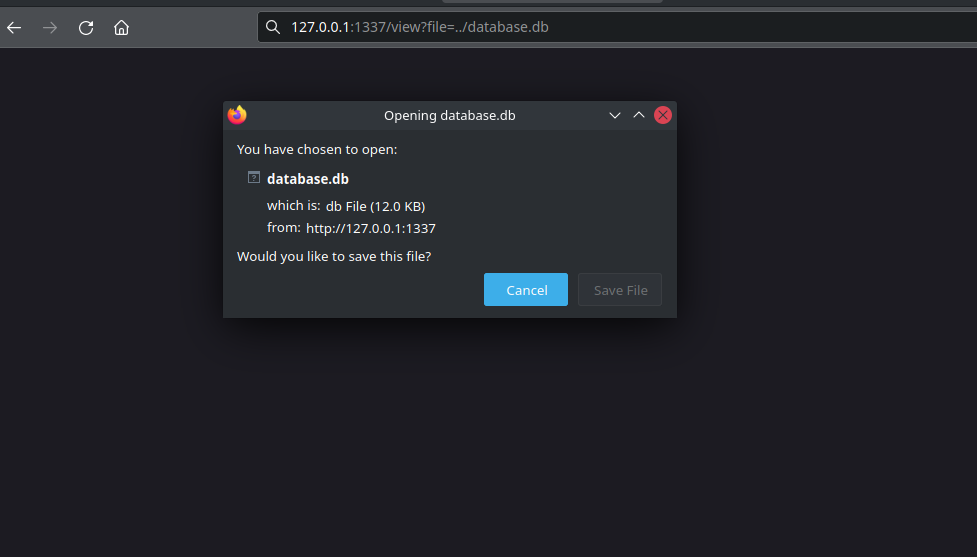 127.0.0.1:1337/view?file=../database.db
Opening database.db
You have chosen to open:
database.db
which is: db File (12.0 KB)
from: http://127.0.0.1:1337
Would you like to save this file?
Cancel Save File